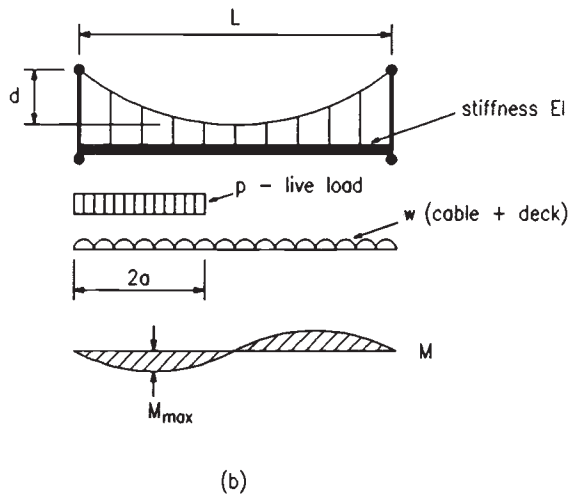 L
d
stiffness EI
p - live load
w (cable + deck)
2a
M
Mmax
(b)